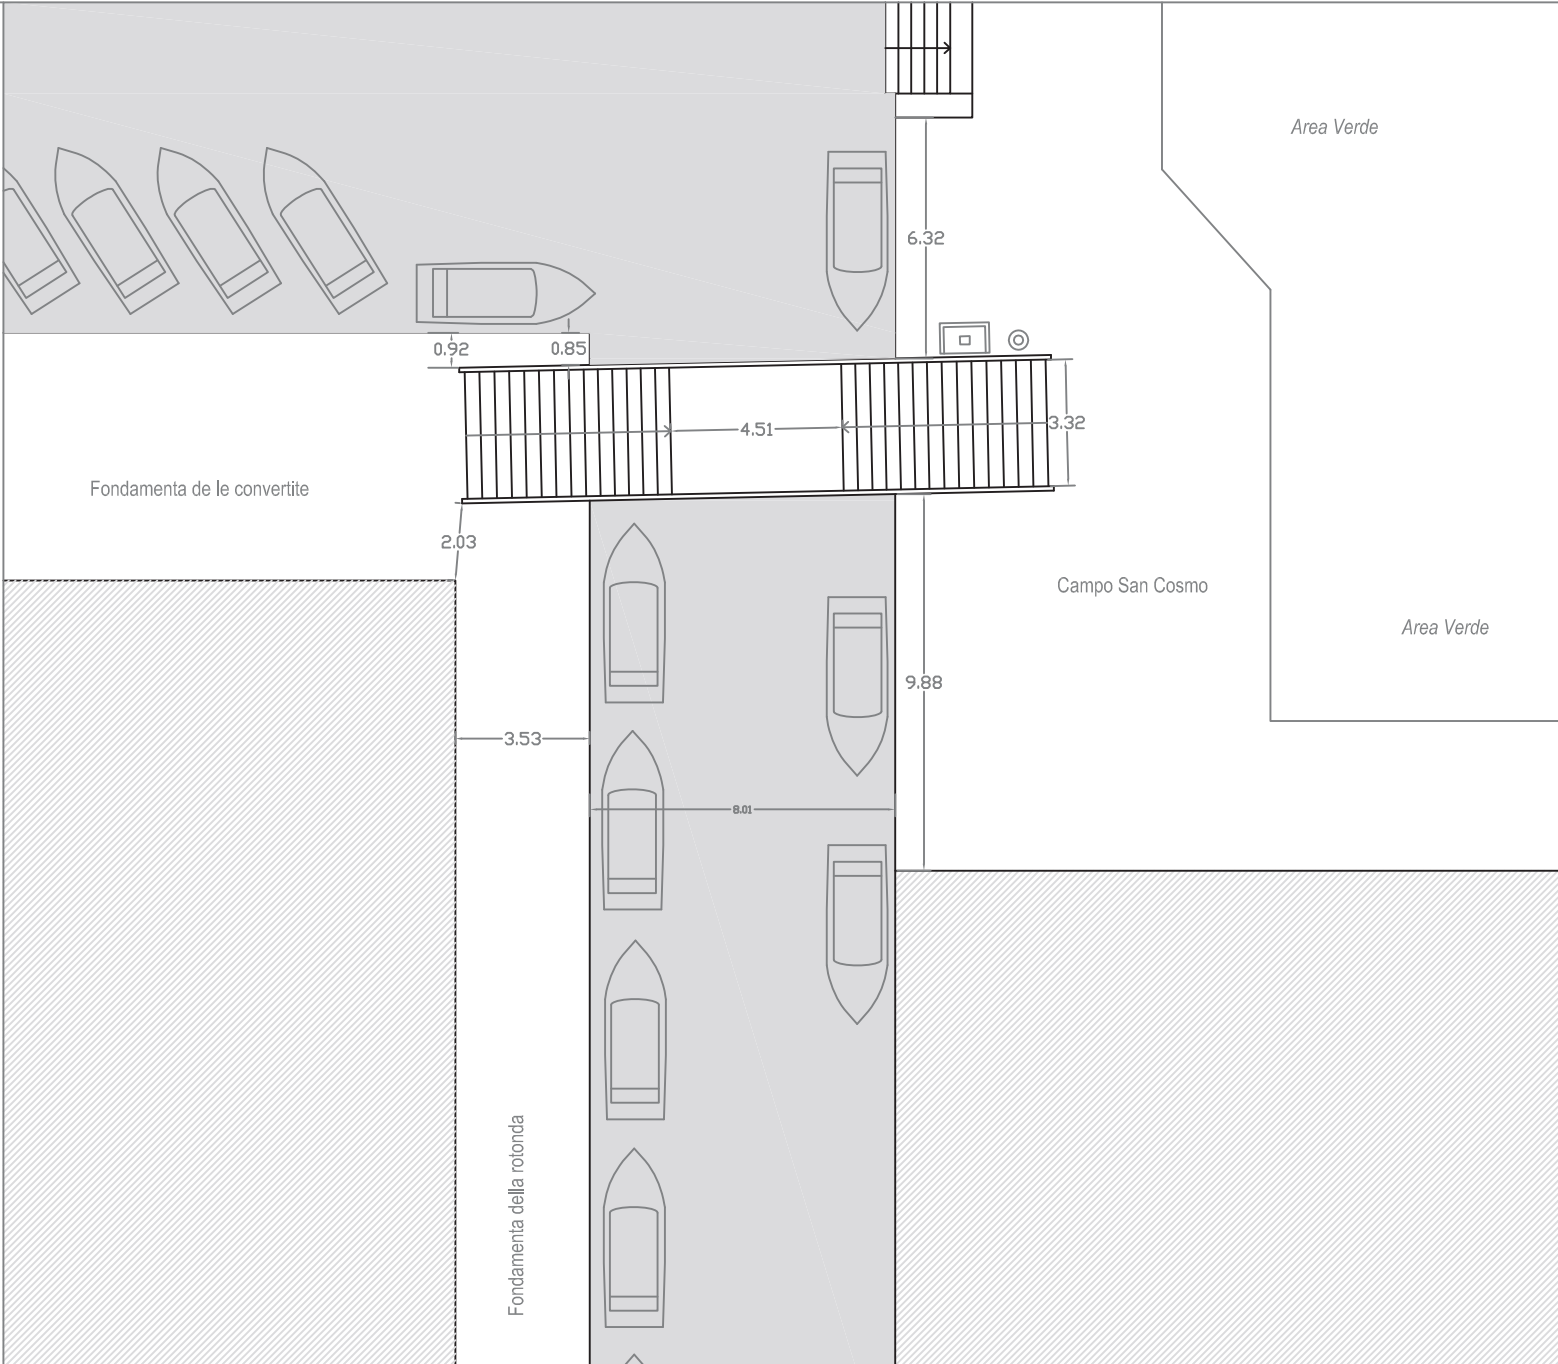 Area Verde
6.32
0.92
0.85
3.32
4.51
Fondamenta de le convertite
2.03
Campo San Cosmo
Area Verde
9.88
3.53
8.01
Fondamenta della rotonda